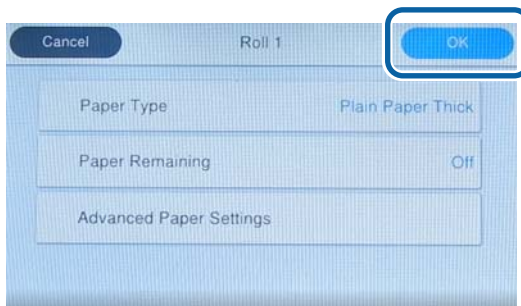 Cancel Roll 1 OK
Paper Type Plain Paper Thick
Paper Remaining Off
Advanced Paper Settings